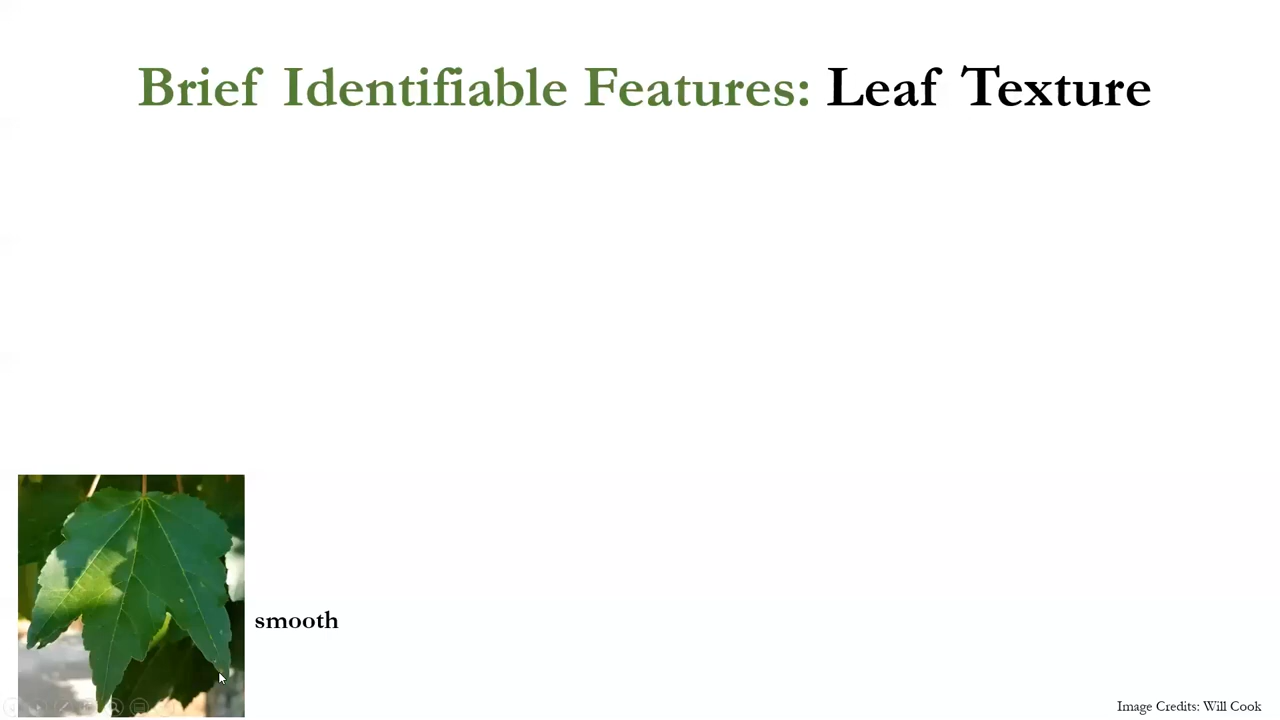 Brief Identifiable Features: Leaf Texture
smooth
Image Credits: Will Cook